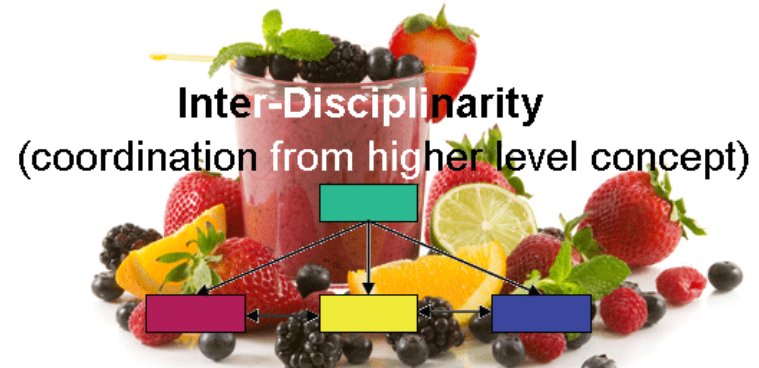 Inter-Disciplinarity
(coordination from higher level concept)